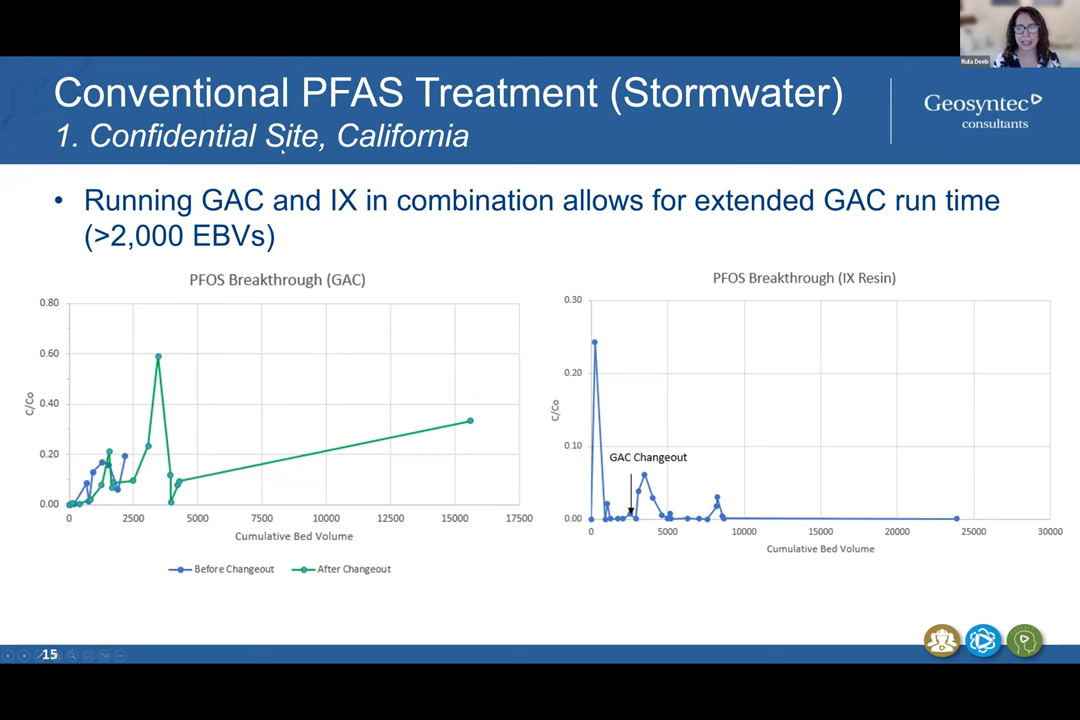 Rula Deeb
Conventional PFAS Treatment (Stormwater)
1. Confidential Site, California
Geosyntec
consultants
• Running GAC and IX in combination allows for extended GAC run time
(>2,000 EBVs)
PFOS Breakthrough (GAC)
0.80
0.60
0.40
0.20
0.00
C/Co
0 2500 5000 7500 10000 12500 15000 17500
Cumulative Bed Volume
Before Changeout After Changeout
PFOS Breakthrough (IX Resin)
0.30
0.20
0.10
0.00
C/Co
GAC Changeout
0 5000 10000 15000 20000 25000 30000
Cumulative Bed Volume
15